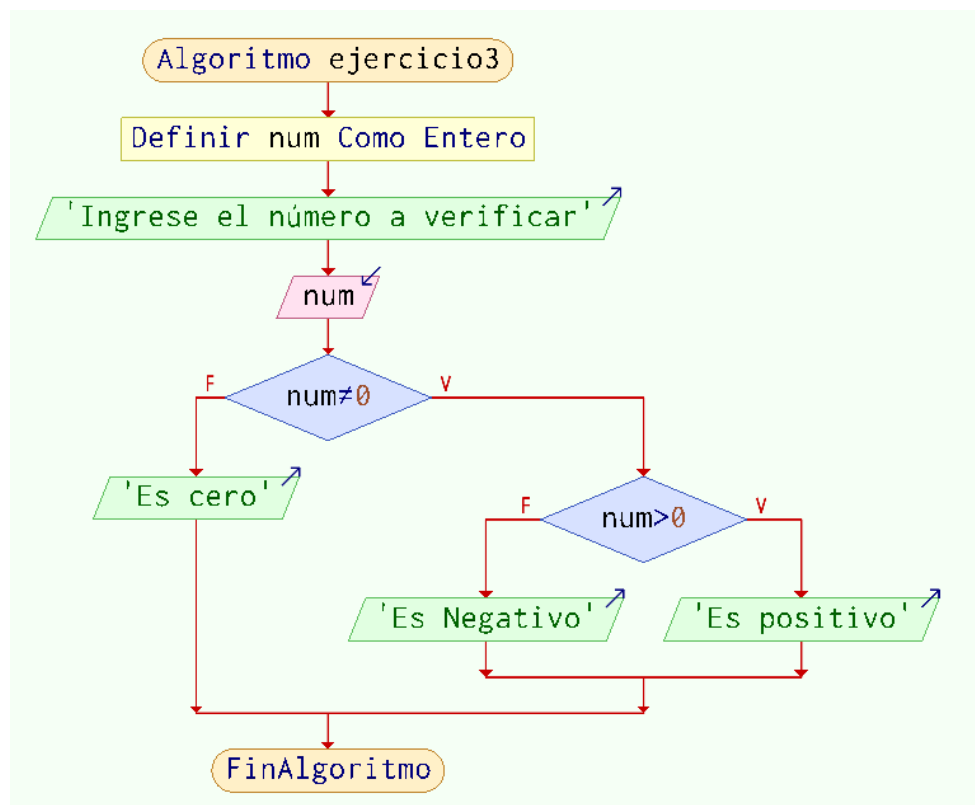 Algoritmo ejercicio3
Definir num Como Entero
'Ingrese el número a verificar'
num
num≠0
F
V
'Es cero'
num>0
F
V
'Es Negativo'
'Es positivo'
FinAlgoritmo